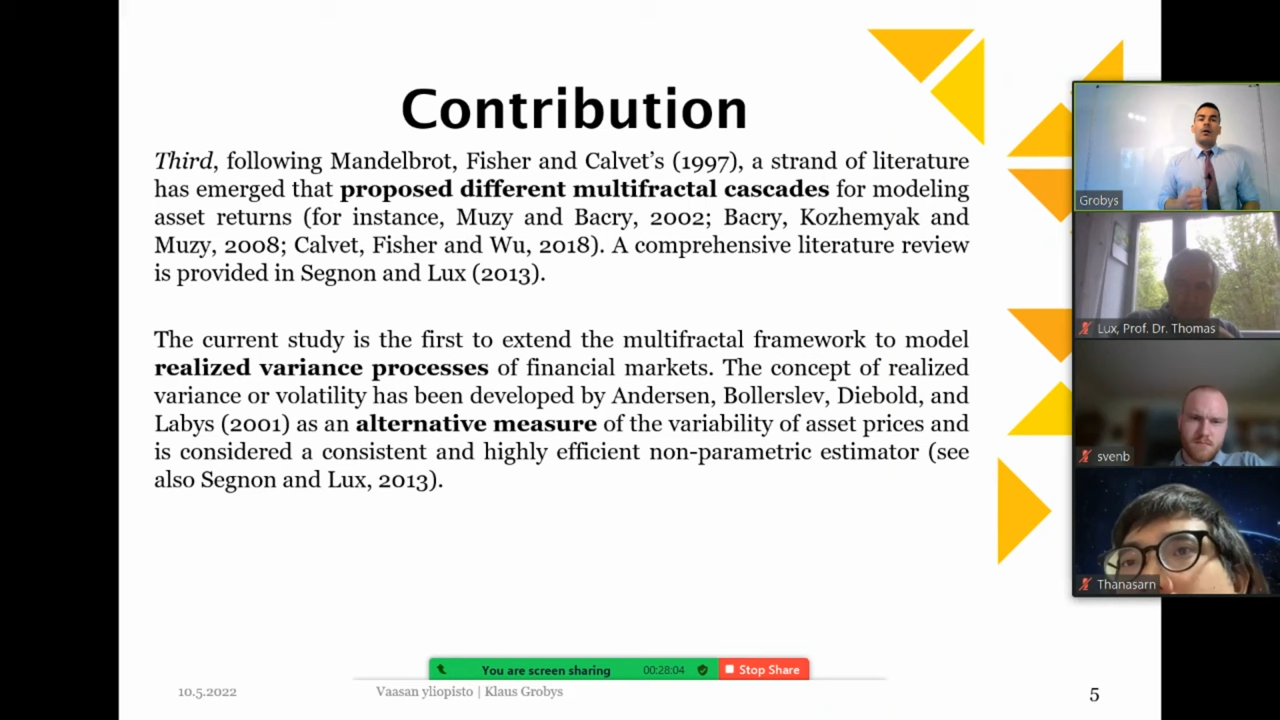 Contribution
Third, following Mandelbrot, Fisher and Calvet's (1997), a strand of literature
has emerged that proposed different multifractal cascades for modeling
asset returns (for instance, Muzy and Bacry, 2002; Bacry, Kozhemyak and
Muzy, 2008; Calvet, Fisher and Wu, 2018). A comprehensive literature review
is provided in Segnon and Lux (2013).
The current study is the first to extend the multifractal framework to model
realized variance processes of financial markets. The concept of realized
variance or volatility has been developed by Andersen, Bollerslev, Diebold, and
Labys (2001) as an alternative measure of the variability of asset prices and
is considered a consistent and highly efficient non-parametric estimator (see
also Segnon and Lux, 2013).
Grobys
Lux, Prof. Dr. Thomas
svenb
Thanasarn
You are screen sharing 00:28:04 Stop Share
10.5.2022 Vaasan yliopisto | Klaus Grobys 5